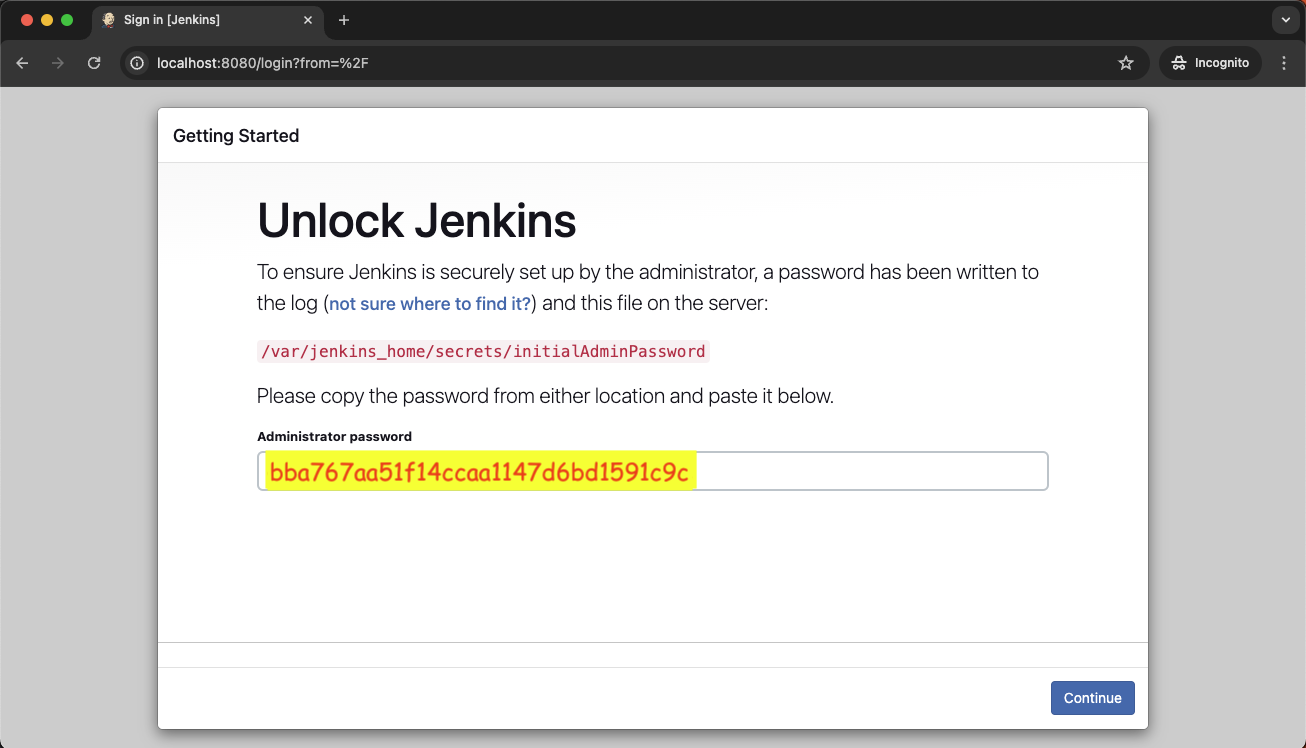 Sign in [Jenkins]
localhost:8080/login?from=%2F
Incognito
Getting Started
Unlock Jenkins
To ensure Jenkins is securely set up by the administrator, a password has been written to
the log (not sure where to find it?) and this file on the server:
/var/jenkins_home/secrets/initialAdminPassword
Please copy the password from either location and paste it below.
Administrator password
bba767aa51f14ccaa1147d6bd1591c9c
Continue